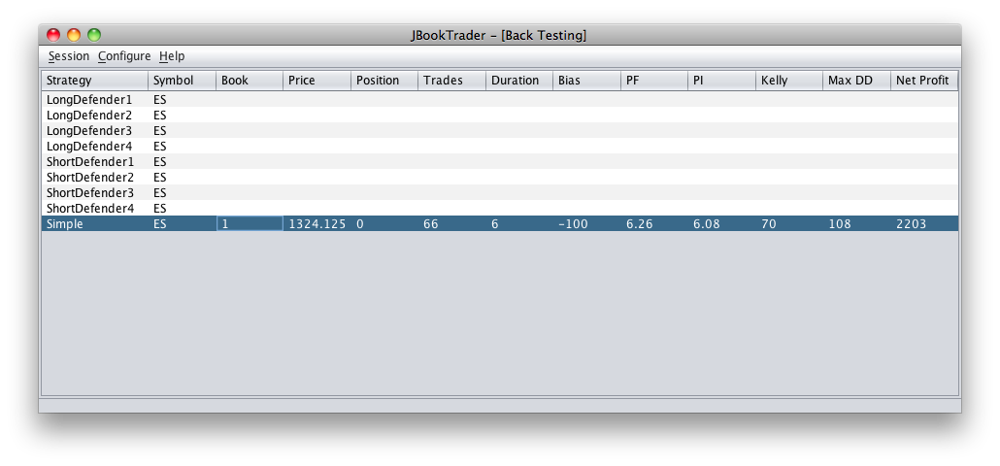 JBookTrader – [Back Testing]
Session Configure Help
Strategy Symbol Book Price Position Trades Duration Bias PF PI Kelly Max DD Net Profit
LongDefender1 ES
LongDefender2 ES
LongDefender3 ES
LongDefender4 ES
ShortDefender1 ES
ShortDefender2 ES
ShortDefender3 ES
ShortDefender4 ES
Simple ES 1 1324.125 0 66 6 -100 6.26 6.08 70 108 2203